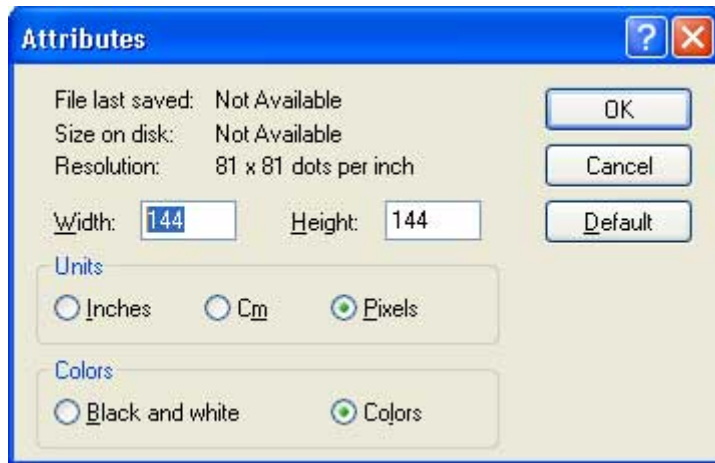 Attributes
?
File last saved: Not Available
OK
Size on disk: Not Available
Resolution: 81 x 81 dots per inch
Cancel
Width: 144 Height: 144
Default
Units
Inches Cm Pixels
Colors
Black and white Colors